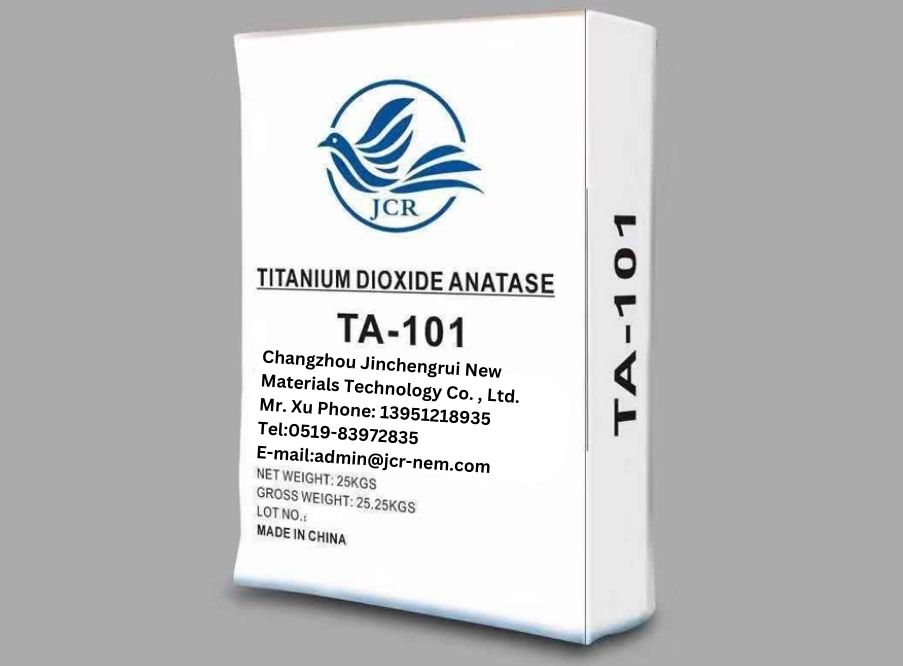 JCR
TITANIUM DIOXIDE ANATASE
TA-101
Changzhou Jinchengrui New
Materials Technology Co. , Ltd.
Mr. Xu Phone: 13951218935
Tel:0519-83972835
E-mail:admin@jcr-nem.com
NET WEIGHT: 25KGS
GROSS WEIGHT: 25.25KGS
LOT NO.:
MADE IN CHINA
TA-101